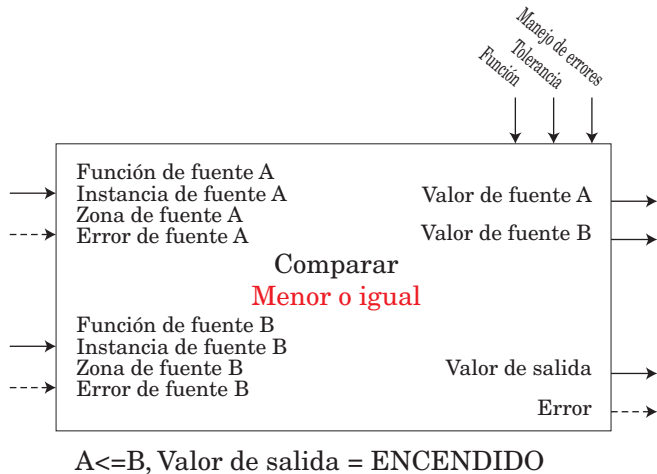 Función
Tolerancia
Manejo de errores
Función de fuente A
Instancia de fuente A
Zona de fuente A
Error de fuente A
Valor de fuente A
Valor de fuente B
Comparar
Menor o igual
Función de fuente B
Instancia de fuente B
Zona de fuente B
Error de fuente B
Valor de salida
Error
A<=B, Valor de salida = ENCENDIDO